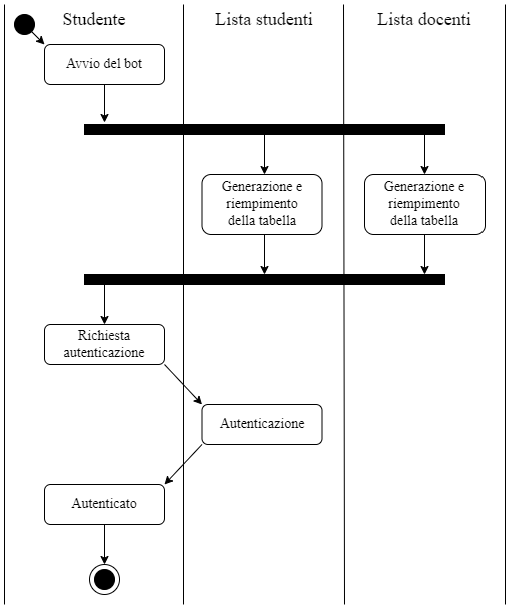 Studente
Lista studenti
Lista docenti
Avvio del bot
Generazione e
riempimento
della tabella
Generazione e
riempimento
della tabella
Richiesta
autenticazione
Autenticazione
Autenticato